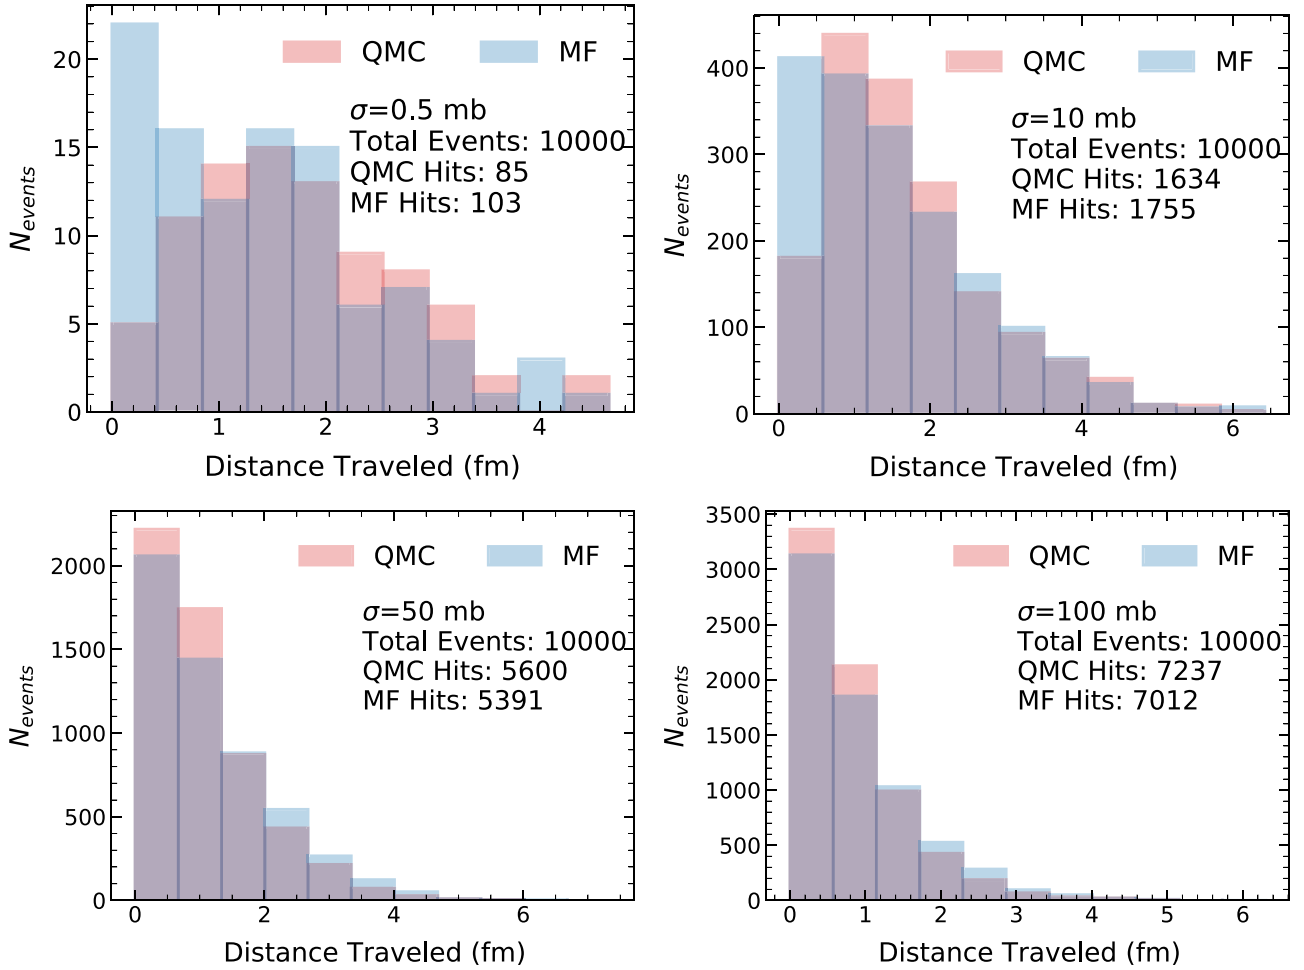 QMC MF
σ=0.5 mb
Total Events: 10000
QMC Hits: 85
MF Hits: 103
20
15
10
5
0
N_events
0 1 2 3 4
Distance Traveled (fm)
QMC MF
σ=10 mb
Total Events: 10000
QMC Hits: 1634
MF Hits: 1755
400
300
200
100
0
N_events
0 2 4 6
Distance Traveled (fm)
QMC MF
σ=50 mb
Total Events: 10000
QMC Hits: 5600
MF Hits: 5391
2000
1500
1000
500
0
N_events
0 2 4 6
Distance Traveled (fm)
QMC MF
σ=100 mb
Total Events: 10000
QMC Hits: 7237
MF Hits: 7012
3500
3000
2500
2000
1500
1000
500
0
N_events
0 1 2 3 4 5 6
Distance Traveled (fm)